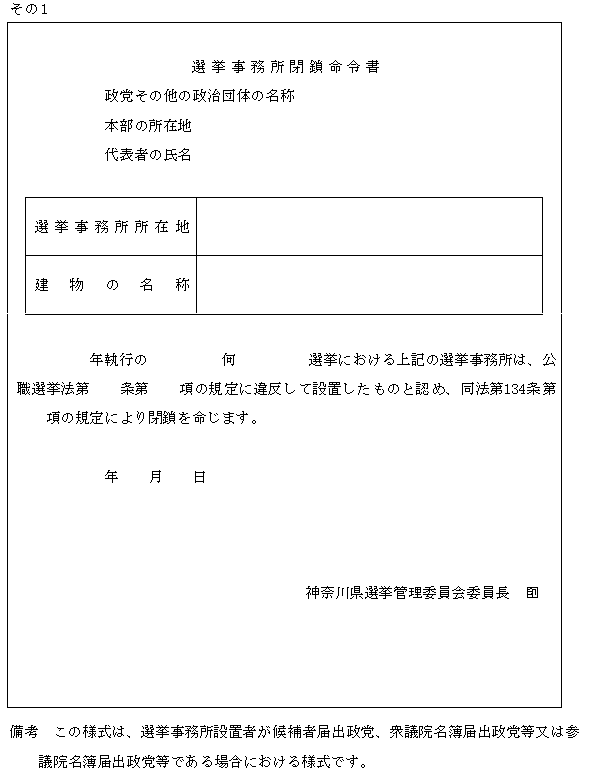 その1
選挙事務所閉鎖命令書
政党その他の政治団体の名称
本部の所在地
代表者の氏名
選挙事務所所在地
建物の名称
年執行の　　　　　何　　　　　選挙における上記の選挙事務所は、公
職選挙法第　　条第　　項の規定に違反して設置したものと認め、同法第134条第
項の規定により閉鎖を命じます。
年　　月　　日
神奈川県選挙管理委員会委員長　印
備考　この様式は、選挙事務所設置者が候補者届出政党、衆議院名簿届出政党等又は参
議院名簿届出政党等である場合における様式です。